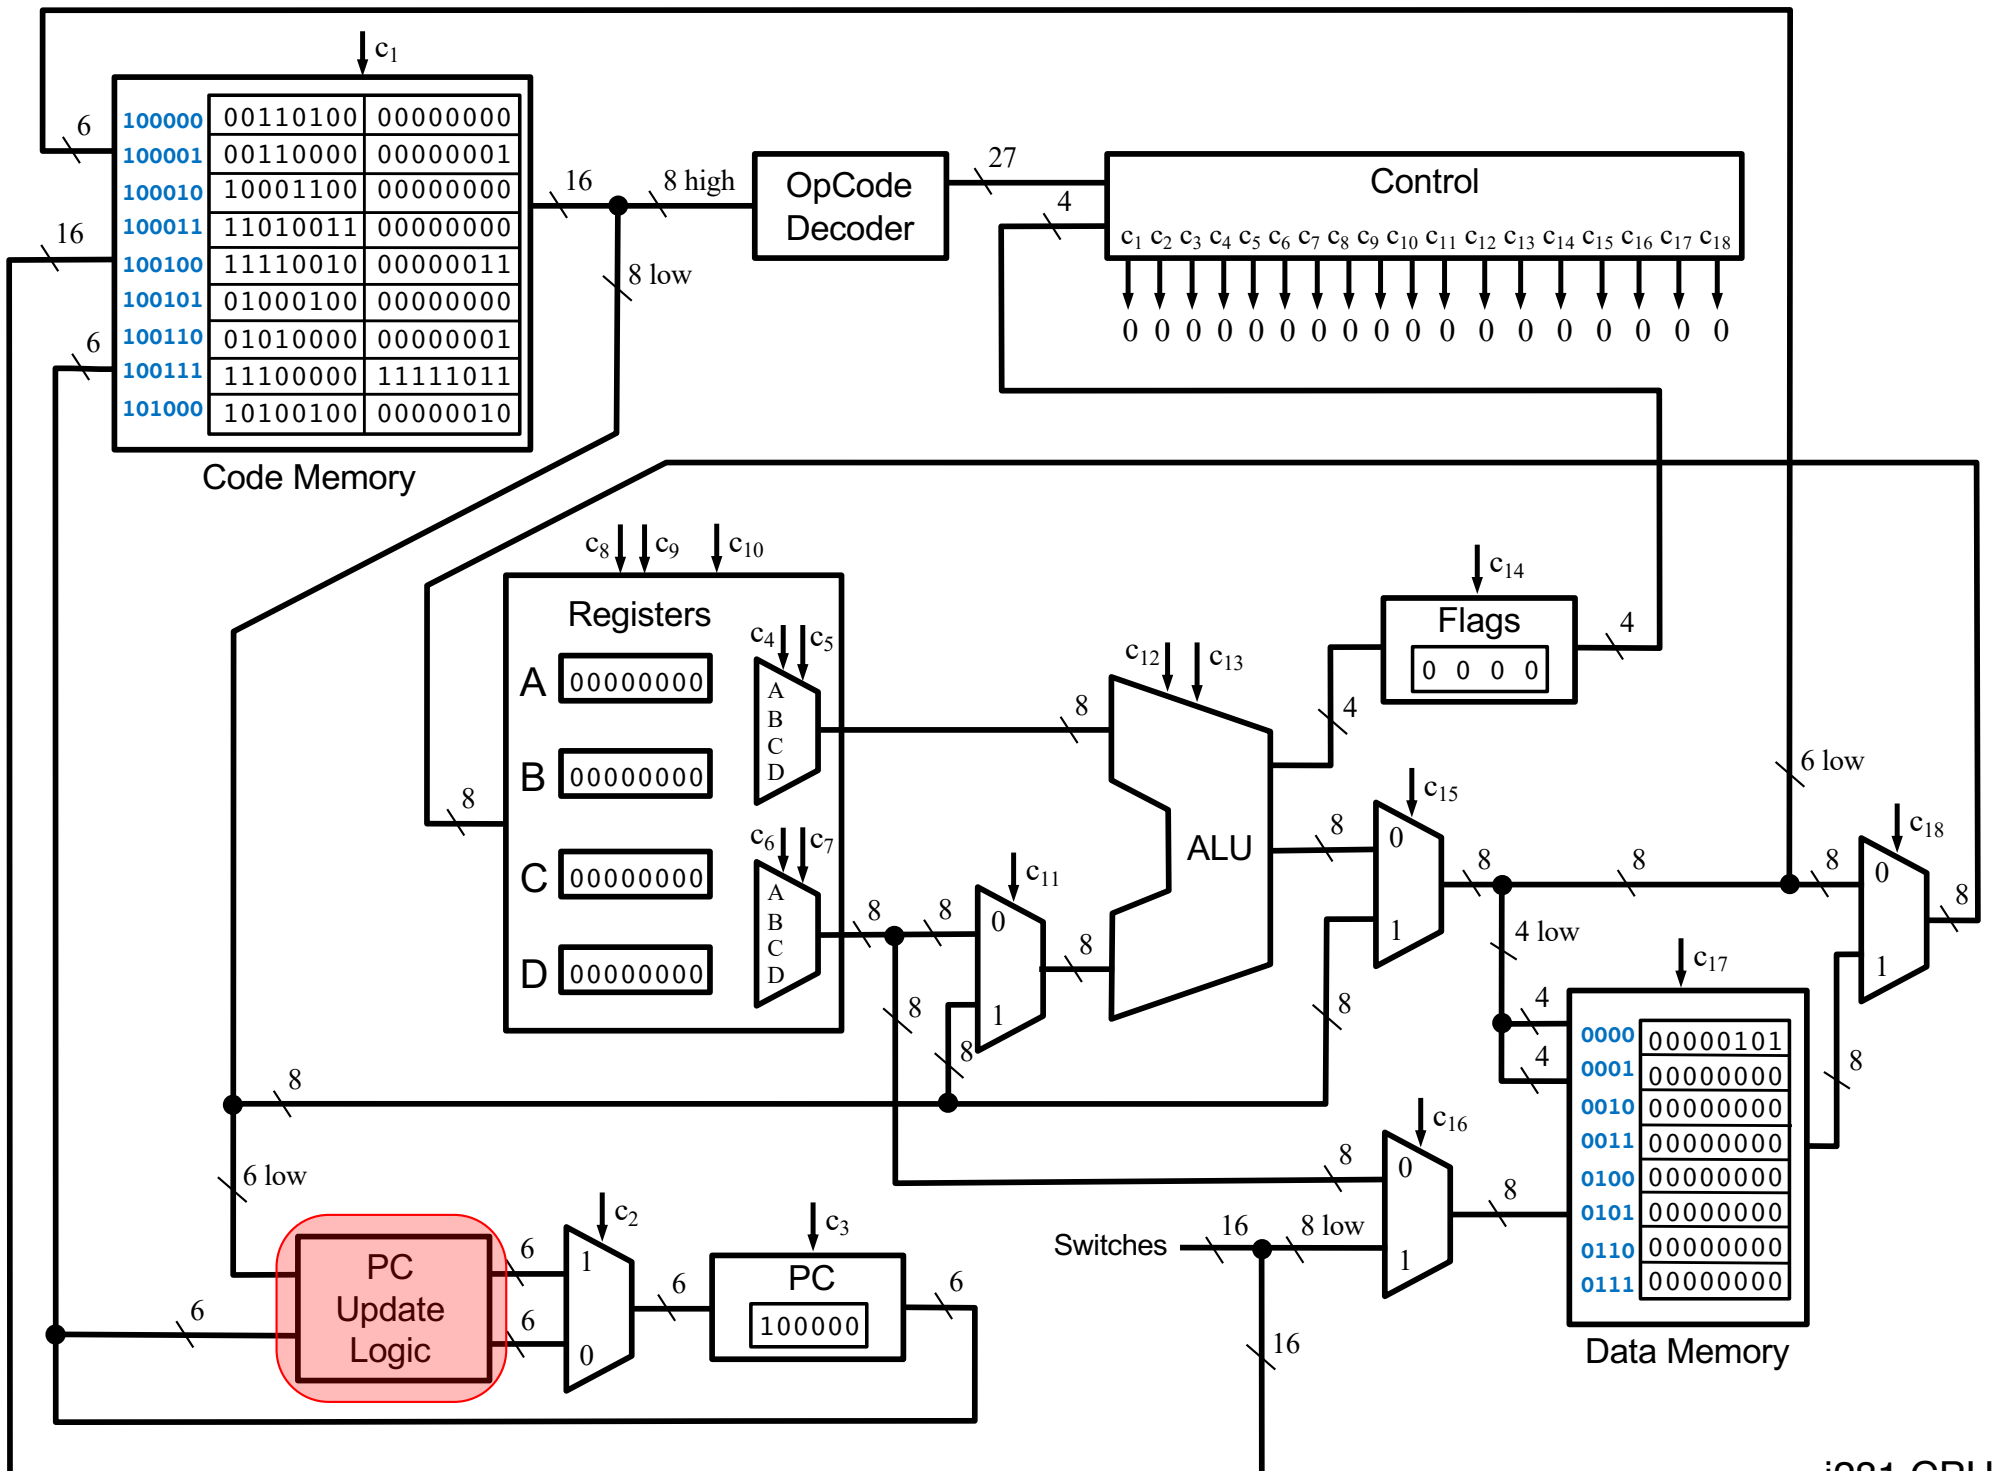 c1
6
100000 00110100 00000000
100001 00110000 00000001
100010 10001100 00000000
100011 11010011 00000000
100100 11110010 00000011
100101 01000100 00000000
100110 01010000 00000001
100111 11100000 11111011
101000 10100100 00000010
16
6
Code Memory
16
8 high
8 low
OpCode
Decoder
27
4
Control
c1 c2 c3 c4 c5 c6 c7 c8 c9 c10 c11 c12 c13 c14 c15 c16 c17 c18
0 0 0 0 0 0 0 0 0 0 0 0 0 0 0 0 0 0
c8 c9 c10
Registers
A 00000000
B 00000000
C 00000000
D 00000000
8
c4 c5
A
B
C
D
c6 c7
A
B
C
D
8
8
8
8
c11
0
1
8
8
c12 c13
ALU
4
c14
Flags
0 0 0 0
4
8
c15
0
1
8
8
8
6 low
8
4 low
4
4
c18
0
1
8
c17
0000 00000101
0001 00000000
0010 00000000
0011 00000000
0100 00000000
0101 00000000
0110 00000000
0111 00000000
Data Memory
8
8
6 low
6
PC
Update
Logic
6
6
c2
1
0
6
c3
PC
100000
6
Switches
16
8 low
16
8
c16
0
1
8